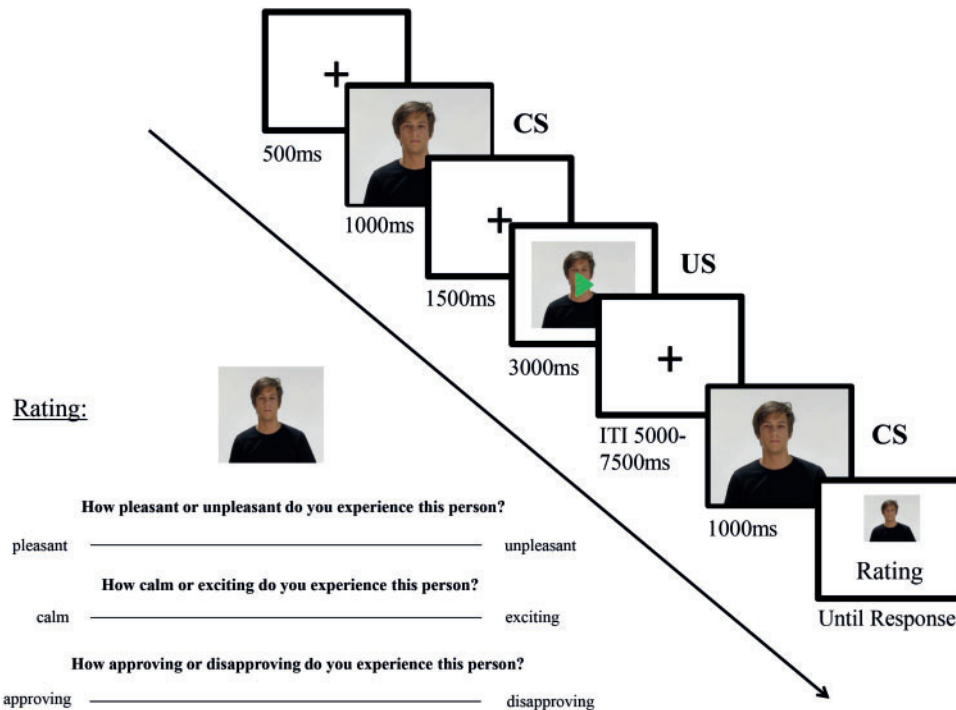 500ms
CS
1000ms
1500ms
US
3000ms
ITI 5000-
7500ms
CS
1000ms
Rating
Until Response
Rating:
How pleasant or unpleasant do you experience this person?
pleasant unpleasant
How calm or exciting do you experience this person?
calm exciting
How approving or disapproving do you experience this person?
approving disapproving